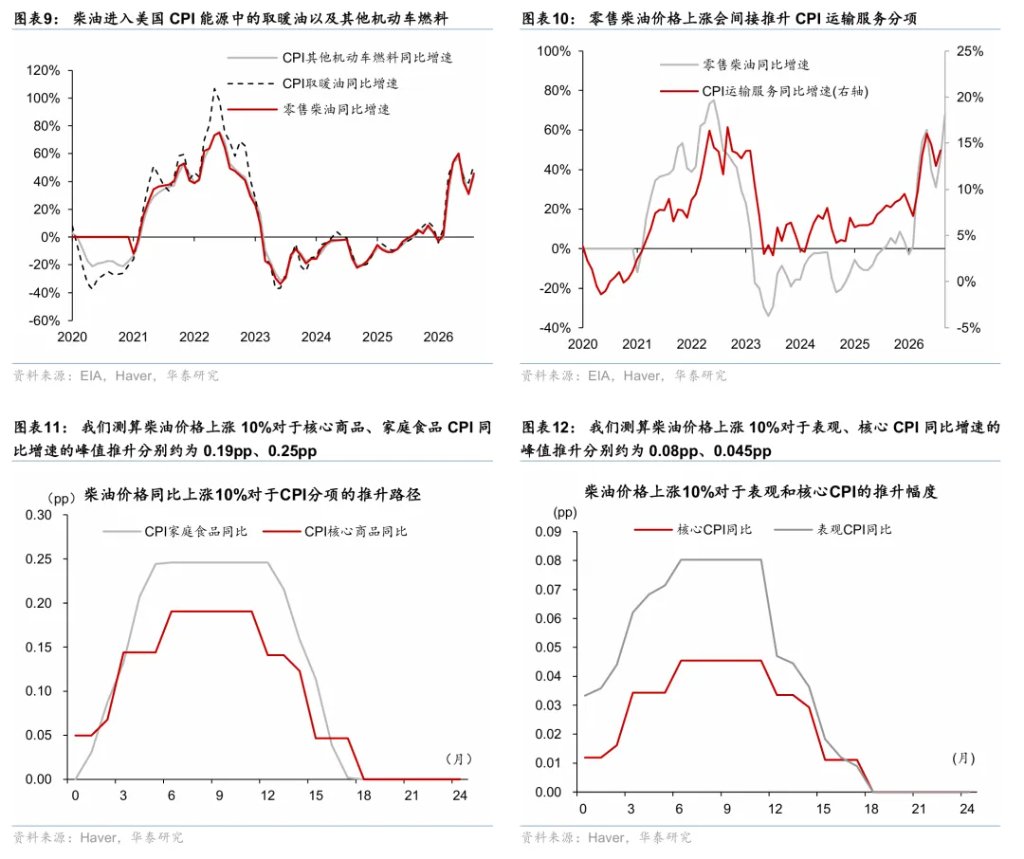 图表9： 柴油进入美国 CPI 能源中的取暖油以及其他机动车燃料
CPI其他机动车燃料同比增速
CPI取暖油同比增速
零售柴油同比增速
120%
100%
80%
60%
40%
20%
0%
-20%
-40%
-60%
2020 2021 2022 2023 2024 2025 2026
资料来源：EIA，Haver，华泰研究
图表10： 零售柴油价格上涨会间接推升 CPI 运输服务分项
零售柴油同比增速
CPI运输服务同比增速(右轴)
100%
80%
60%
40%
20%
0%
-20%
-40%
25%
20%
15%
10%
5%
0%
-5%
2020 2021 2022 2023 2024 2025 2026
资料来源：EIA，Haver，华泰研究
图表11： 我们测算柴油价格上涨 10%对于核心商品、家庭食品 CPI 同
比增速的峰值推升分别约为 0.19pp、0.25pp
柴油价格同比上涨10%对于CPI分项的推升路径
（pp）
CPI家庭食品同比 CPI核心商品同比
0.30
0.25
0.20
0.15
0.10
0.05
0.00
（月）
0 3 6 9 12 15 18 21 24
资料来源：Haver，华泰研究
图表12： 我们测算柴油价格上涨 10%对于表观、核心 CPI 同比增速的
峰值推升分别约为 0.08pp、0.045pp
柴油价格上涨10%对于表观和核心CPI的推升幅度
(pp)
核心CPI同比 表观CPI同比
0.09
0.08
0.07
0.06
0.05
0.04
0.03
0.02
0.01
0.00
(月)
0 3 6 9 12 15 18 21 24
资料来源：Haver，华泰研究